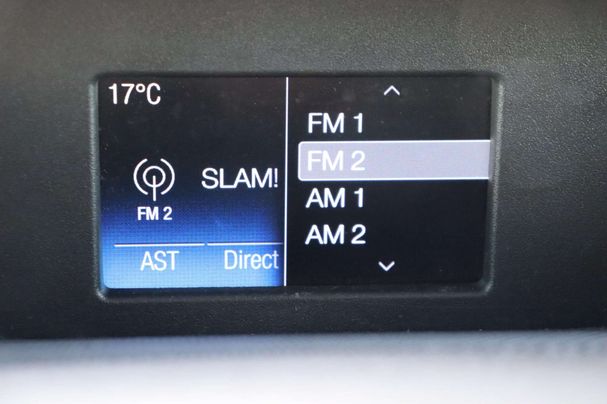 17°C
SLAM!
FM 2
AST Direct
FM 1
FM 2
AM 1
AM 2